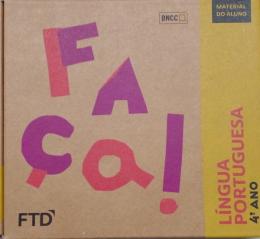 MATERIAL
DO ALUNO
BNCC
FAÇA!
FTD
LÍNGUA
PORTUGUESA
4º ANO